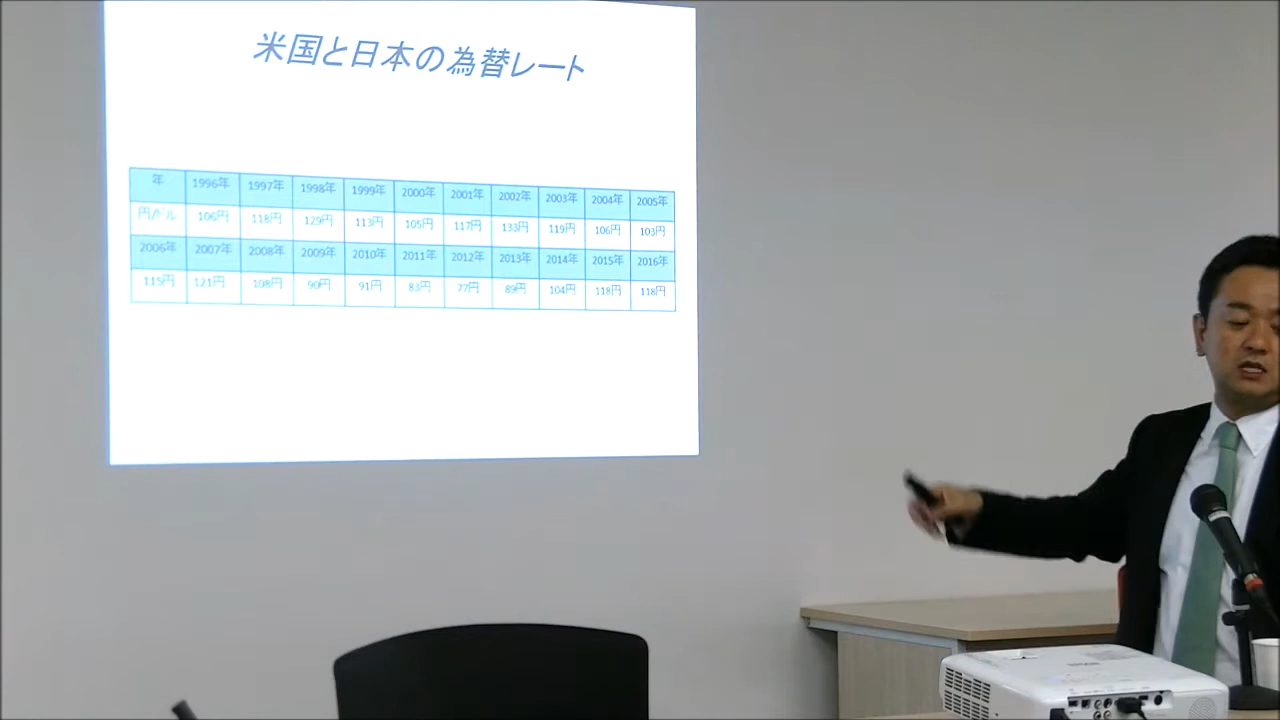 米国と日本の為替レート
年 1996年 1997年 1998年 1999年 2000年 2001年 2002年 2003年 2004年 2005年
円/ドル 106円 118円 129円 113円 105円 117円 133円 119円 106円 103円
2006年 2007年 2008年 2009年 2010年 2011年 2012年 2013年 2014年 2015年 2016年
115円 121円 108円 90円 91円 83円 77円 89円 104円 118円 118円
EPSON